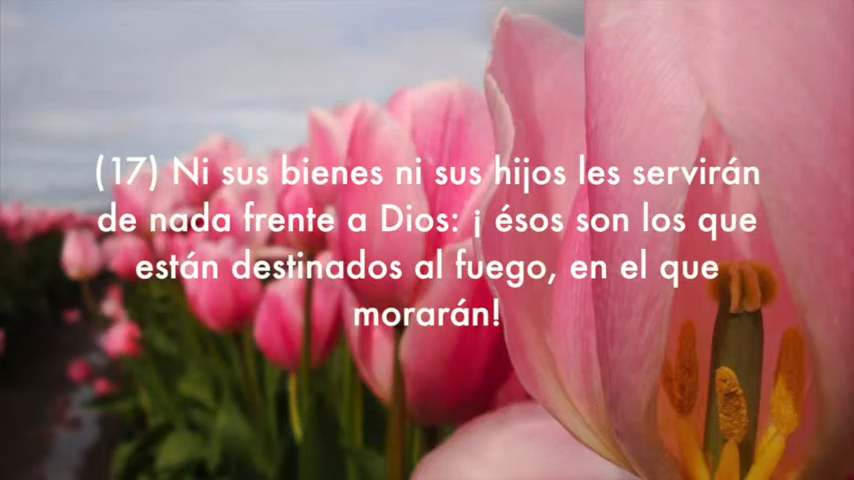 (17) Ni sus bienes ni sus hijos les servirán
de nada frente a Dios: ¡ ésos son los que
están destinados al fuego, en el que
morarán!